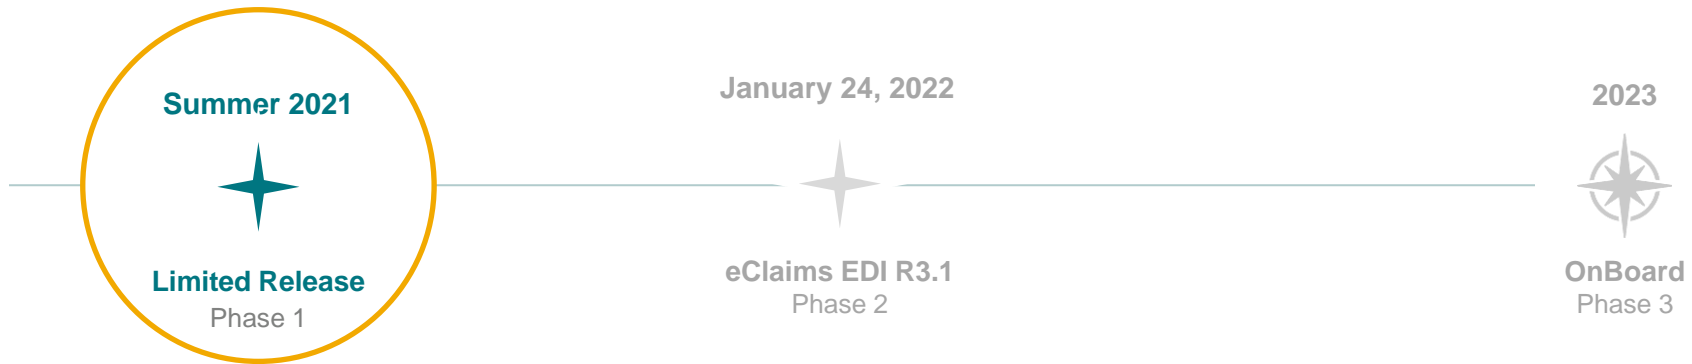 Summer 2021
Limited Release
Phase 1
January 24, 2022
eClaims EDI R3.1
Phase 2
2023
OnBoard
Phase 3